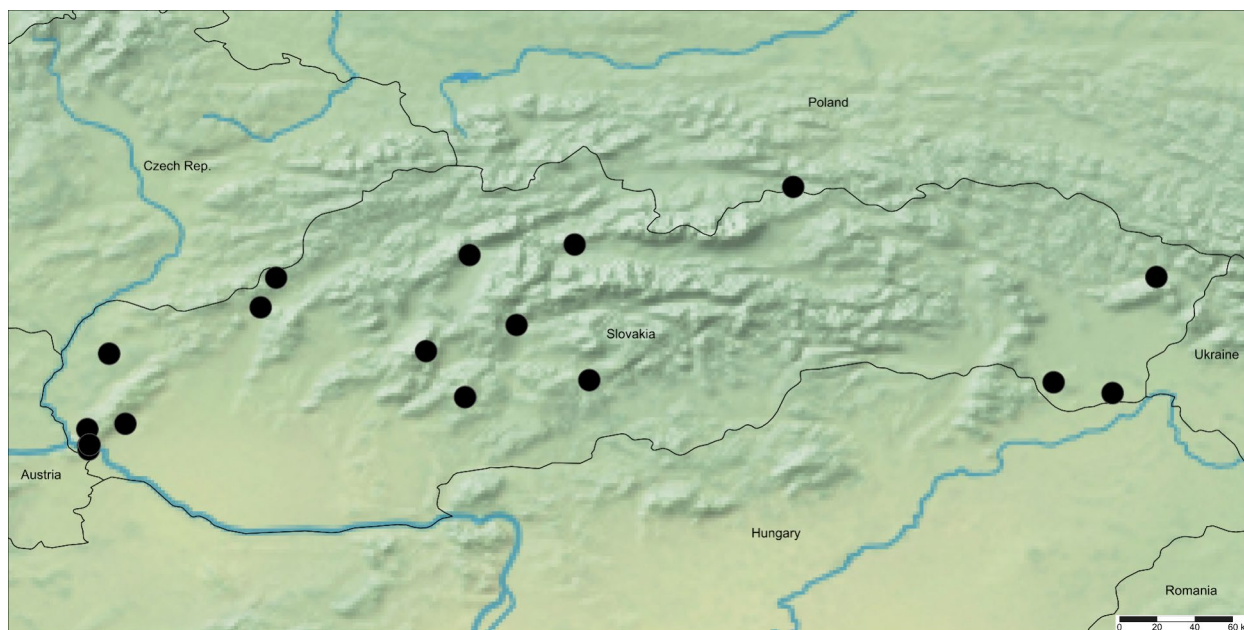 Poland
Czech Rep.
Slovakia
Ukraine
Austria
Hungary
Romania
0 20 40 60 k